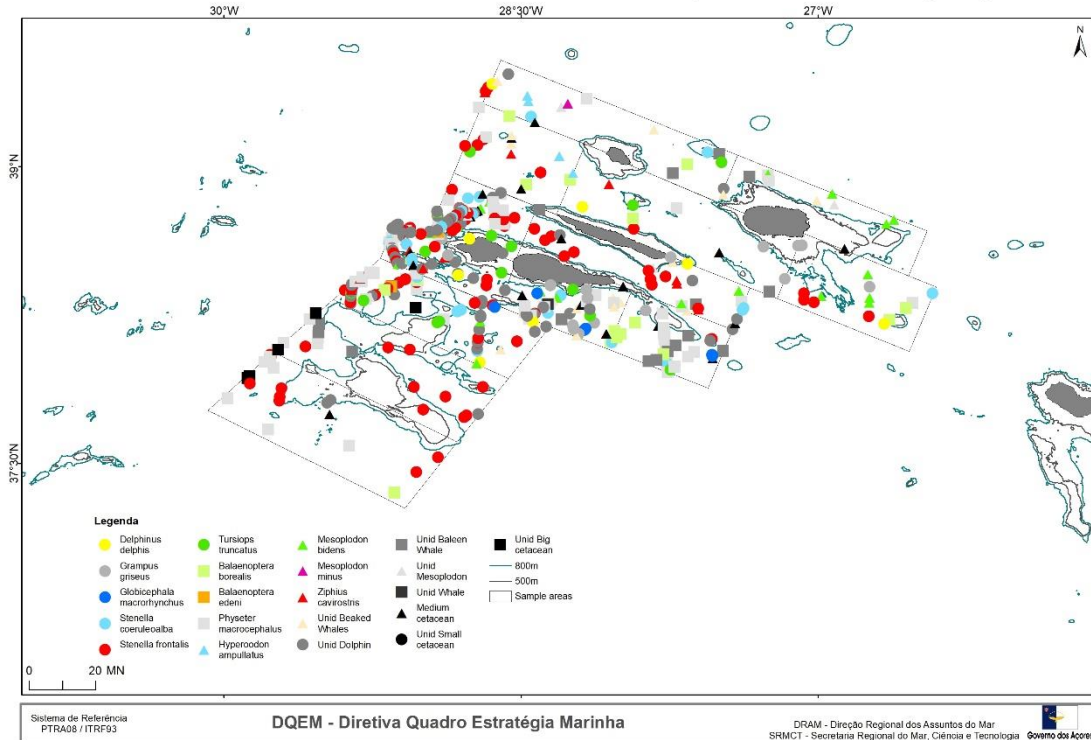 30°W
28°30'W
27°W
N
39°N
37°30'N
Legenda
Delphinus
delphis
Grampus
griseus
Globicephala
macrorhynchus
Stenella
coeruleoalba
Stenella frontalis
Tursiops
truncatus
Balaenoptera
borealis
Balaenoptera
edeni
Physeter
macrocephalus
Hyperoodon
ampullatus
Mesoplodon
bidens
Mesoplodon
minus
Ziphius
cavirostris
Unid Beaked
Whales
Unid Dolphin
Unid Baleen
Whale
Unid
Mesoplodon
Unid Whale
Medium
cetacean
Unid Small
cetacean
Unid Big
cetacean
800m
500m
Sample areas
0 20 MN
Sistema de Referência
PTRA08 / ITRF93
DQEM - Diretiva Quadro Estratégia Marinha
DRAM - Direção Regional dos Assuntos do Mar
SRMCT - Secretaria Regional do Mar, Ciência e Tecnologia
Governo dos Açores